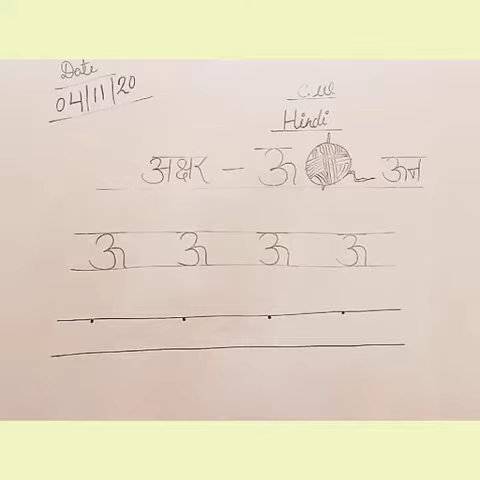 Date
04/11/20
C.W
Hindi
अक्षर - ऊ ऊन
ऊ ऊ ऊ ऊ